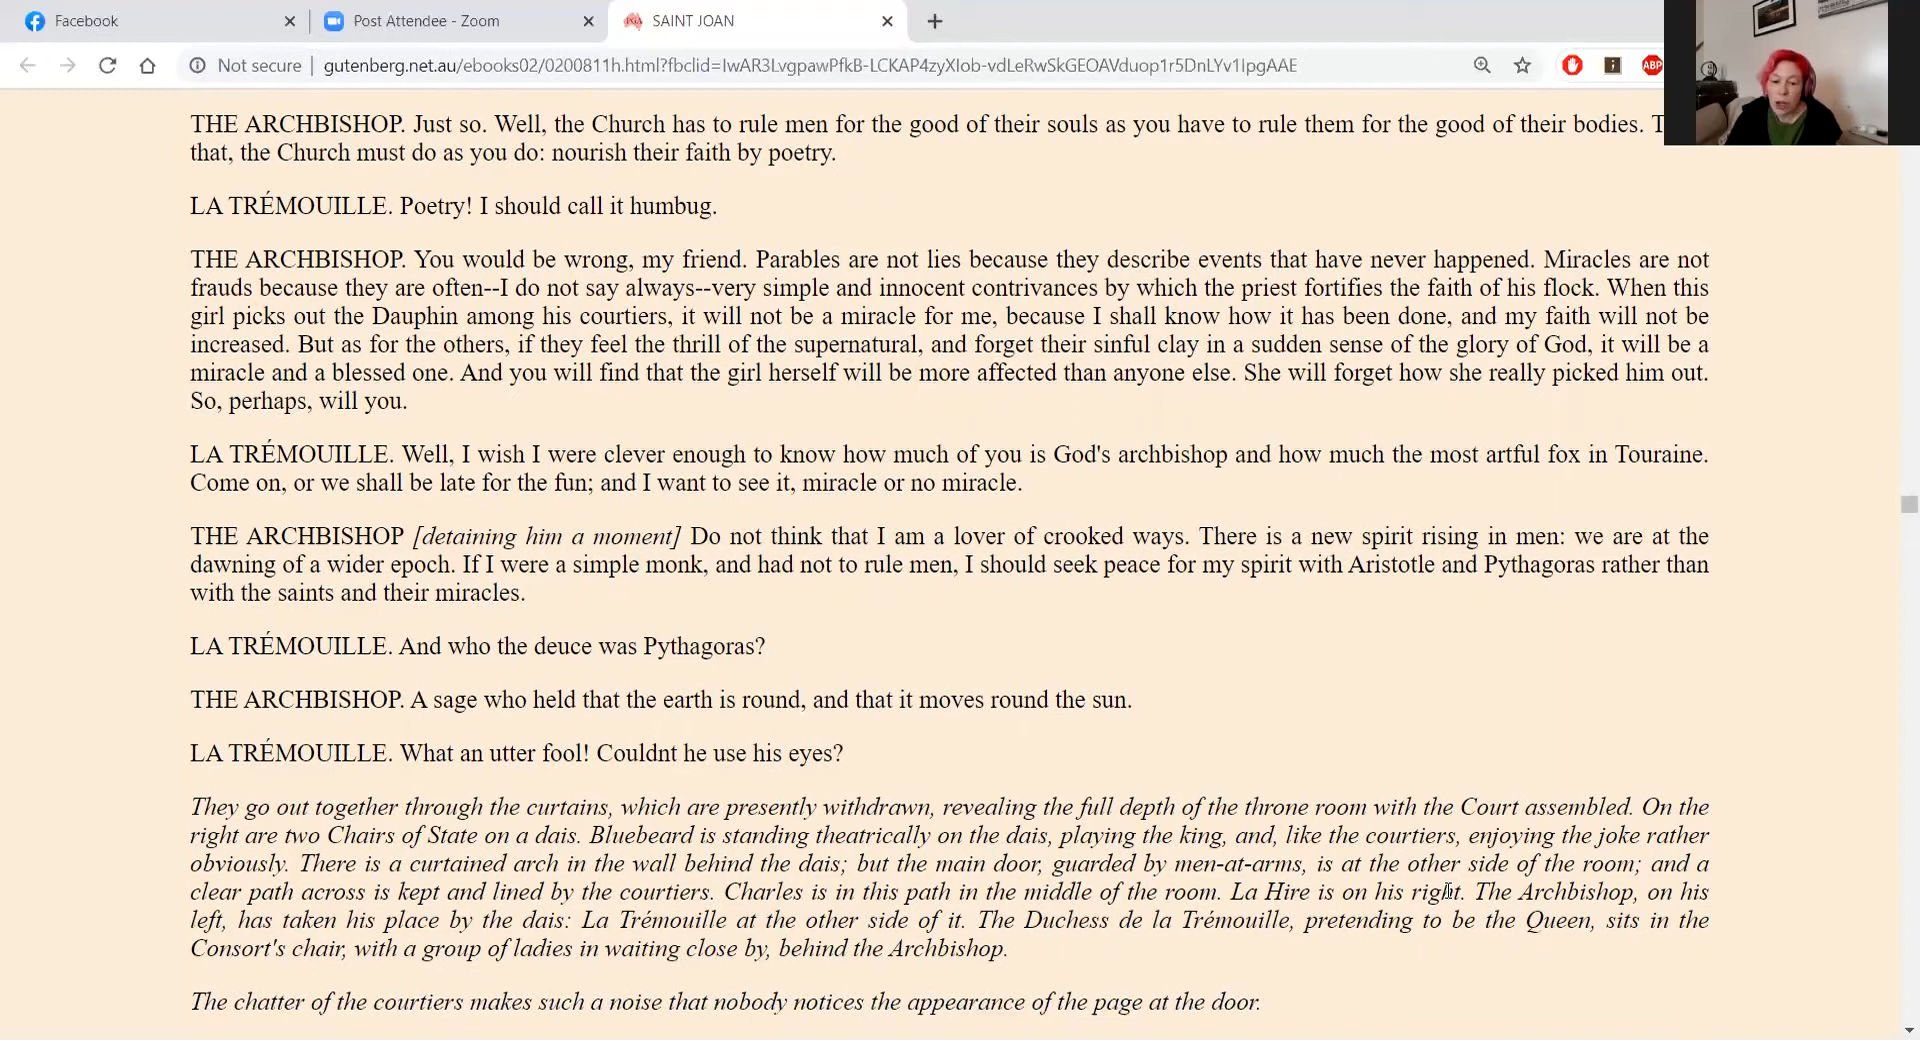 Facebook
Post Attendee - Zoom
SAINT JOAN
Not secure
gutenberg.net.au/ebooks02/0200811h.html?fbclid=IwAR3LvgpawPfkB-LCKAP4zyXIob-vdLeRwSkGEOAVduop1r5DnLYv1IpgAAE
ABP
THE ARCHBISHOP. Just so. Well, the Church has to rule men for the good of their souls as you have to rule them for the good of their bodies. T
that, the Church must do as you do: nourish their faith by poetry.
LA TRÉMOUILLE. Poetry! I should call it humbug.
THE ARCHBISHOP. You would be wrong, my friend. Parables are not lies because they describe events that have never happened. Miracles are not
frauds because they are often--I do not say always--very simple and innocent contrivances by which the priest fortifies the faith of his flock. When this
girl picks out the Dauphin among his courtiers, it will not be a miracle for me, because I shall know how it has been done, and my faith will not be
increased. But as for the others, if they feel the thrill of the supernatural, and forget their sinful clay in a sudden sense of the glory of God, it will be a
miracle and a blessed one. And you will find that the girl herself will be more affected than anyone else. She will forget how she really picked him out.
So, perhaps, will you.
LA TRÉMOUILLE. Well, I wish I were clever enough to know how much of you is God's archbishop and how much the most artful fox in Touraine.
Come on, or we shall be late for the fun; and I want to see it, miracle or no miracle.
THE ARCHBISHOP [detaining him a moment] Do not think that I am a lover of crooked ways. There is a new spirit rising in men: we are at the
dawning of a wider epoch. If I were a simple monk, and had not to rule men, I should seek peace for my spirit with Aristotle and Pythagoras rather than
with the saints and their miracles.
LA TRÉMOUILLE. And who the deuce was Pythagoras?
THE ARCHBISHOP. A sage who held that the earth is round, and that it moves round the sun.
LA TRÉMOUILLE. What an utter fool! Couldnt he use his eyes?
They go out together through the curtains, which are presently withdrawn, revealing the full depth of the throne room with the Court assembled. On the
right are two Chairs of State on a dais. Bluebeard is standing theatrically on the dais, playing the king, and, like the courtiers, enjoying the joke rather
obviously. There is a curtained arch in the wall behind the dais; but the main door, guarded by men-at-arms, is at the other side of the room; and a
clear path across is kept and lined by the courtiers. Charles is in this path in the middle of the room. La Hire is on his right. The Archbishop, on his
left, has taken his place by the dais: La Trémouille at the other side of it. The Duchess de la Trémouille, pretending to be the Queen, sits in the
Consort's chair, with a group of ladies in waiting close by, behind the Archbishop.
The chatter of the courtiers makes such a noise that nobody notices the appearance of the page at the door.